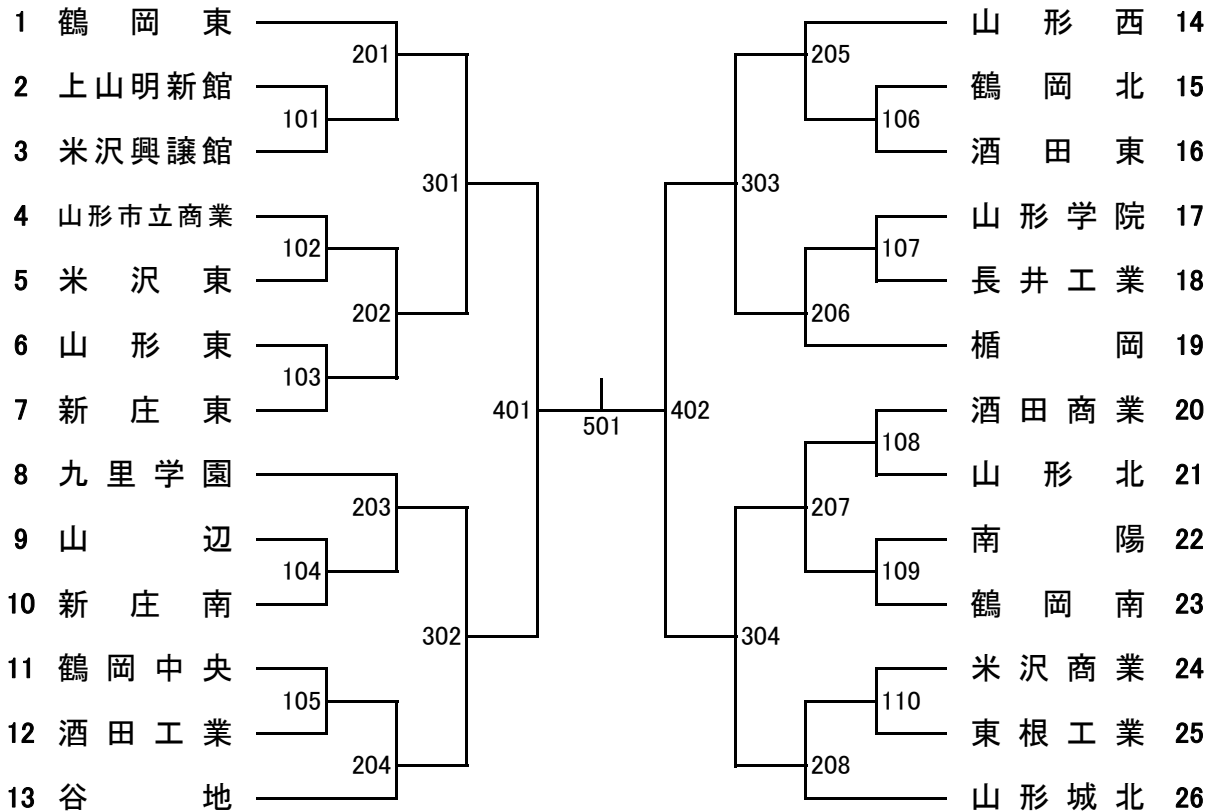 1 鶴岡東
2 上山明新館
3 米沢興譲館
4 山形市立商業
5 米沢東
6 山形東
7 新庄東
8 九里学園
9 山辺
10 新庄南
11 鶴岡中央
12 酒田工業
13 谷地
201
101
301
102
202
103
401
203
104
302
105
204
501
205
106
303
107
206
402
108
207
109
304
110
208
山形西 14
鶴岡北 15
酒田東 16
山形学院 17
長井工業 18
楯岡 19
酒田商業 20
山形北 21
南陽 22
鶴岡南 23
米沢商業 24
東根工業 25
山形城北 26